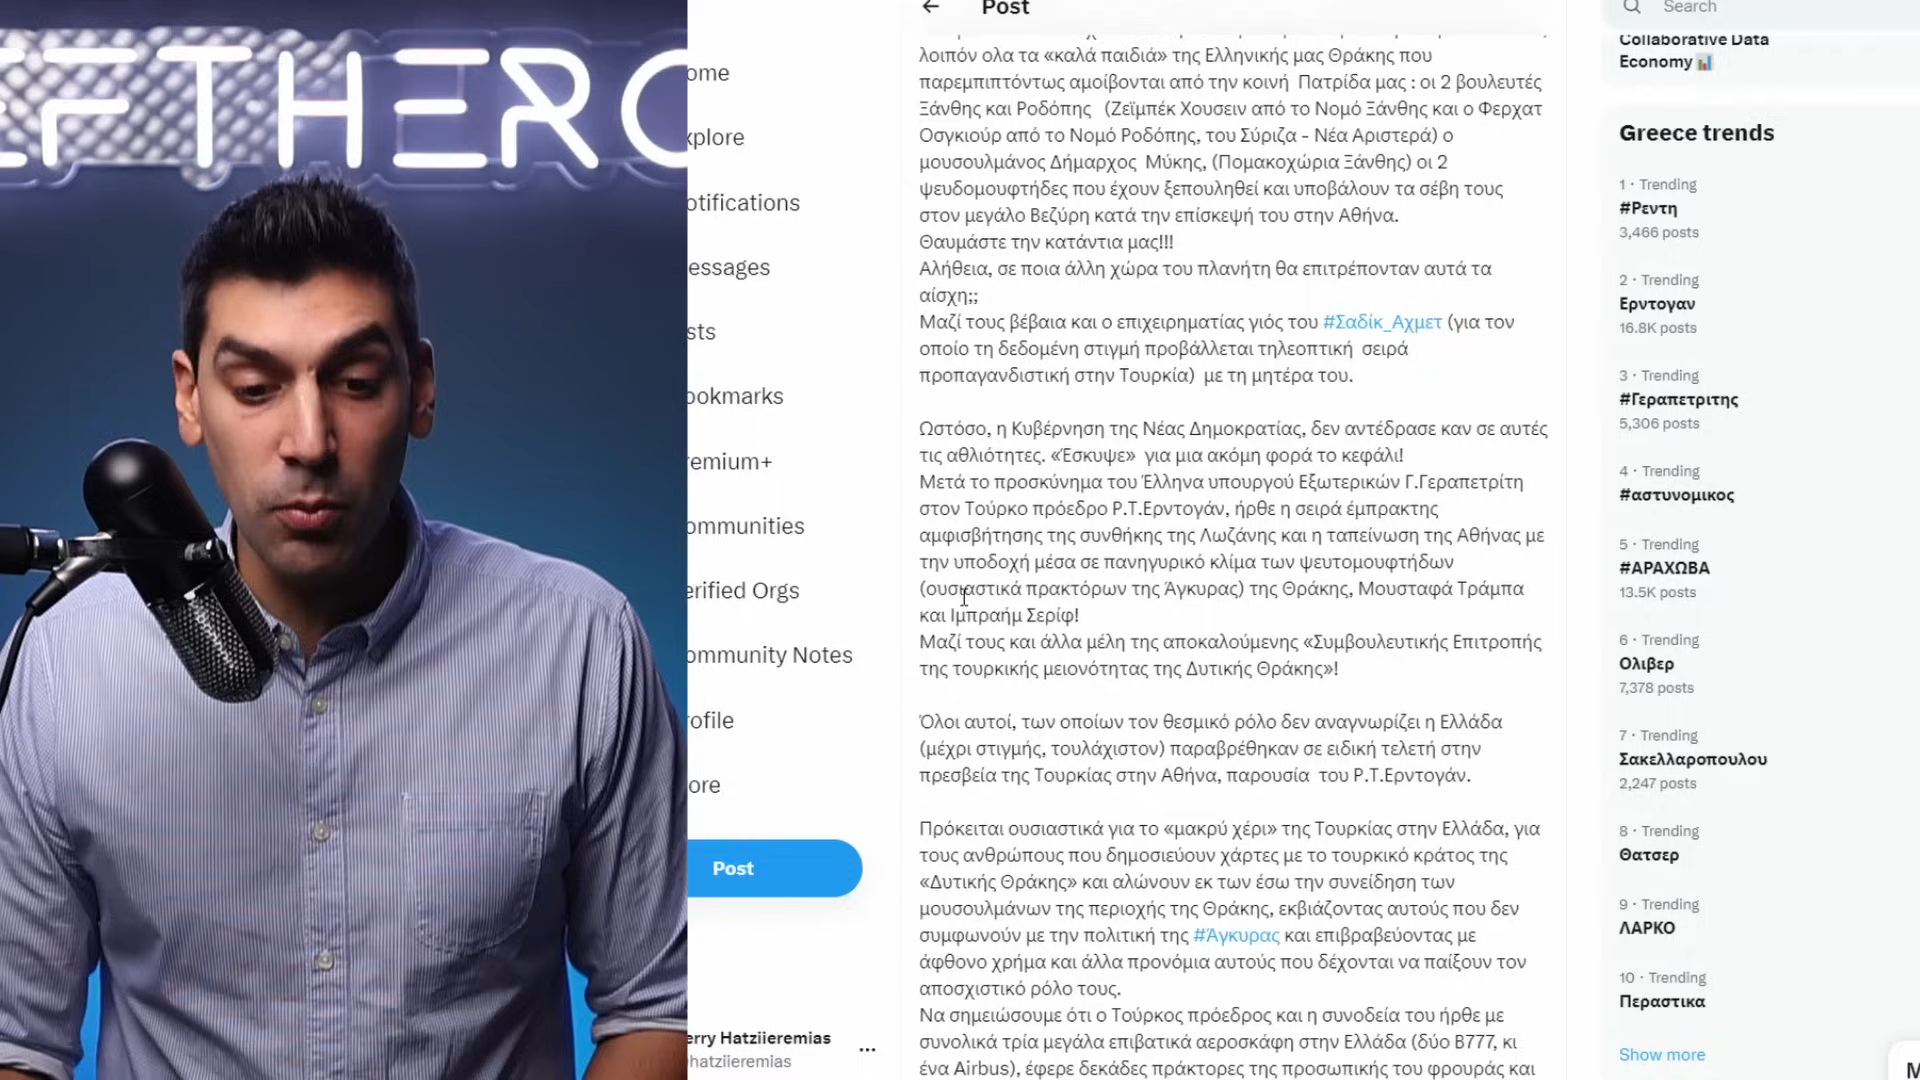 EFTHERO
ome
xplore
otifications
essages
sts
ookmarks
remium+
ommunities
erified Orgs
ommunity Notes
rofile
ore
Post
erry Hatziieremias
hatziieremias
Post
λοιπόν ολα τα «καλά παιδιά» της Ελληνικής μας Θράκης που
παρεμπιπτόντως αμοίβονται από την κοινή Πατρίδα μας : οι 2 βουλευτές
Ξάνθης και Ροδόπης (Ζεϊμπέκ Χουσειν από το Νομό Ξάνθης και ο Φερχατ
Οσγκιούρ από το Νομό Ροδόπης, του Σύριζα - Νέα Αριστερά) ο
μουσουλμάνος Δήμαρχος Μύκης, (Πομακοχώρια Ξάνθης) οι 2
ψευδομουφτήδες που έχουν ξεπουληθεί και υποβάλουν τα σέβη τους
στον μεγάλο Βεζύρη κατά την επίσκεψή του στην Αθήνα.
Θαυμάστε την κατάντια μας!!!
Αλήθεια, σε ποια άλλη χώρα του πλανήτη θα επιτρέπονταν αυτά τα
αίσχη;;
Μαζί τους βέβαια και ο επιχειρηματίας γιός του #Σαδίκ_Αχμετ (για τον
οποίο τη δεδομένη στιγμή προβάλλεται τηλεοπτική σειρά
προπαγανδιστική στην Τουρκία) με τη μητέρα του.
Ωστόσο, η Κυβέρνηση της Νέας Δημοκρατίας, δεν αντέδρασε καν σε αυτές
τις αθλιότητες. «Έσκυψε» για μια ακόμη φορά το κεφάλι!
Μετά το προσκύνημα του Έλληνα υπουργού Εξωτερικών Γ.Γεραπετρίτη
στον Τούρκο πρόεδρο Ρ.Τ.Ερντογάν, ήρθε η σειρά έμπρακτης
αμφισβήτησης της συνθήκης της Λωζάνης και η ταπείνωση της Αθήνας με
την υποδοχή μέσα σε πανηγυρικό κλίμα των ψευτομουφτήδων
(ουσιαστικά πρακτόρων της Άγκυρας) της Θράκης, Μουσταφά Τράμπα
και Ιμπραήμ Σερίφ!
Μαζί τους και άλλα μέλη της αποκαλούμενης «Συμβουλευτικής Επιτροπής
της τουρκικής μειονότητας της Δυτικής Θράκης»!
Όλοι αυτοί, των οποίων τον θεσμικό ρόλο δεν αναγνωρίζει η Ελλάδα
(μέχρι στιγμής, τουλάχιστον) παραβρέθηκαν σε ειδική τελετή στην
πρεσβεία της Τουρκίας στην Αθήνα, παρουσία του Ρ.Τ.Ερντογάν.
Πρόκειται ουσιαστικά για το «μακρύ χέρι» της Τουρκίας στην Ελλάδα, για
τους ανθρώπους που δημοσιεύουν χάρτες με το τουρκικό κράτος της
«Δυτικής Θράκης» και αλώνουν εκ των έσω την συνείδηση των
μουσουλμάνων της περιοχής της Θράκης, εκβιάζοντας αυτούς που δεν
συμφωνούν με την πολιτική της #Άγκυρας και επιβραβεύοντας με
άφθονο χρήμα και άλλα προνόμια αυτούς που δέχονται να παίξουν τον
αποσχιστικό ρόλο τους.
Να σημειώσουμε ότι ο Τούρκος πρόεδρος και η συνοδεία του ήρθε με
συνολικά τρία μεγάλα επιβατικά αεροσκάφη στην Ελλάδα (δύο Β777, κι
ένα Airbus), έφερε δεκάδες πράκτορες της προσωπικής του φρουράς και
Search
Collaborative Data
Economy
Greece trends
1 · Trending
#Ρεντη
3,466 posts
2 · Trending
Ερντογαν
16.8K posts
3 · Trending
#Γεραπετριτης
5,306 posts
4 · Trending
#αστυνομικος
5 · Trending
#ΑΡΑΧΩΒΑ
13.5K posts
6 · Trending
Ολιβερ
7,378 posts
7 · Trending
Σακελλαροπουλου
2,247 posts
8 · Trending
Θατσερ
9 · Trending
ΛΑΡΚΟ
10 · Trending
Περαστικα
Show more
M